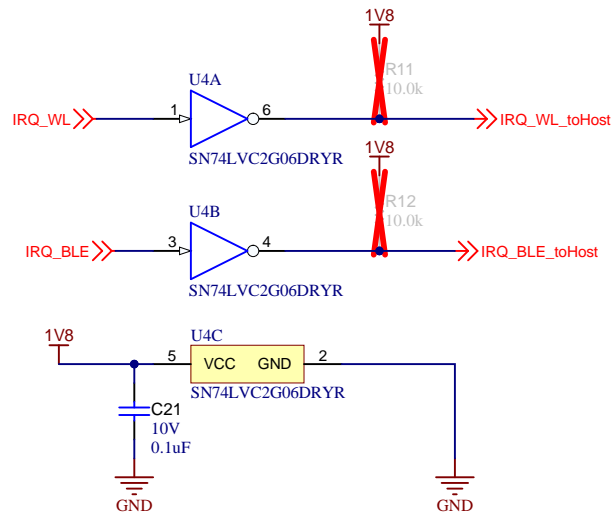 1V8
U4A
R11
10.0k
IRQ_WL
1
6
IRQ_WL_toHost
SN74LVC2G06DRYR
1V8
U4B
R12
10.0k
IRQ_BLE
3
4
IRQ_BLE_toHost
SN74LVC2G06DRYR
1V8
U4C
5
VCC GND
2
SN74LVC2G06DRYR
C21
10V
0.1uF
GND
GND